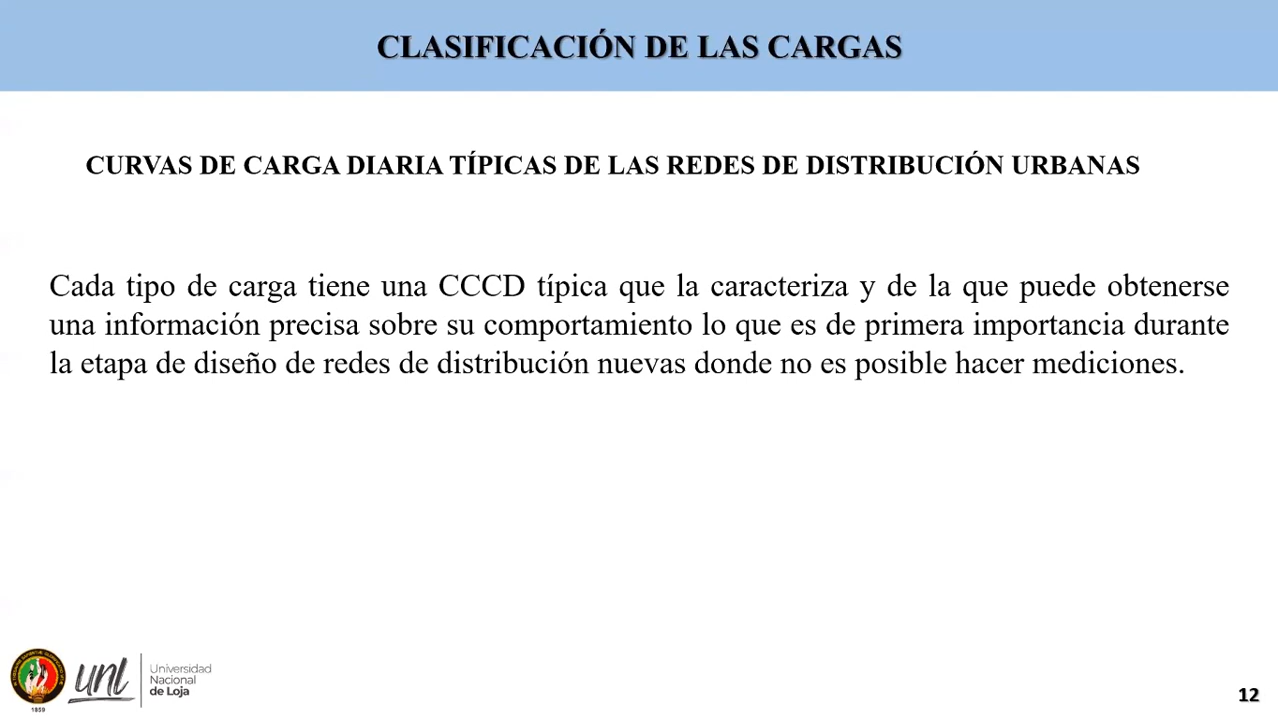 CLASIFICACIÓN DE LAS CARGAS
CURVAS DE CARGA DIARIA TÍPICAS DE LAS REDES DE DISTRIBUCIÓN URBANAS
Cada tipo de carga tiene una CCCD típica que la caracteriza y de la que puede obtenerse
una información precisa sobre su comportamiento lo que es de primera importancia durante
la etapa de diseño de redes de distribución nuevas donde no es posible hacer mediciones.
1859
unl
Universidad
Nacional
de Loja
12